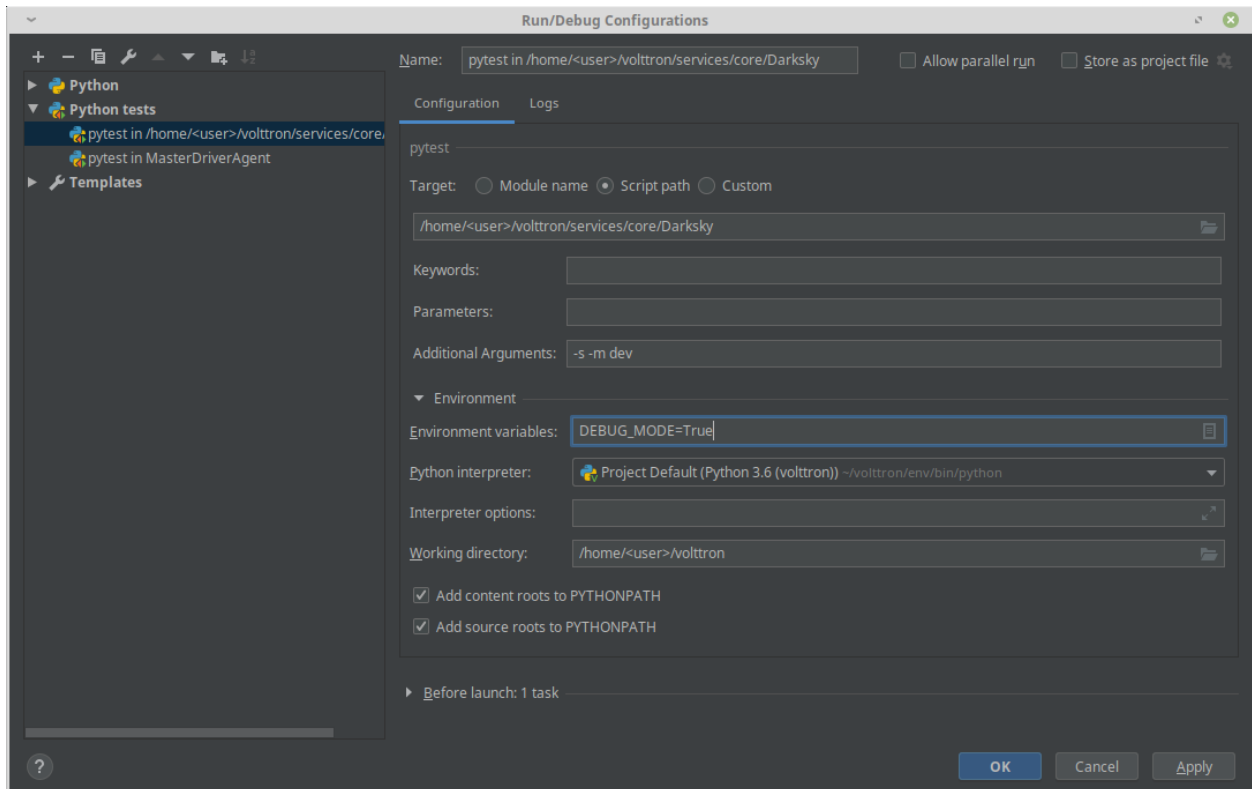 Run/Debug Configurations
Name: pytest in /home/<user>/volttron/services/core/Darksky Allow parallel run Store as project file
Python
Python tests
pytest in /home/<user>/volttron/services/core/
pytest in MasterDriverAgent
Templates
Configuration Logs
pytest
Target: Module name Script path Custom
/home/<user>/volttron/services/core/Darksky
Keywords:
Parameters:
Additional Arguments: -s -m dev
Environment
Environment variables: DEBUG_MODE=True
Python interpreter: Project Default (Python 3.6 (volttron)) ~/volttron/env/bin/python
Interpreter options:
Working directory: /home/<user>/volttron
Add content roots to PYTHONPATH
Add source roots to PYTHONPATH
Before launch: 1 task
? OK Cancel Apply